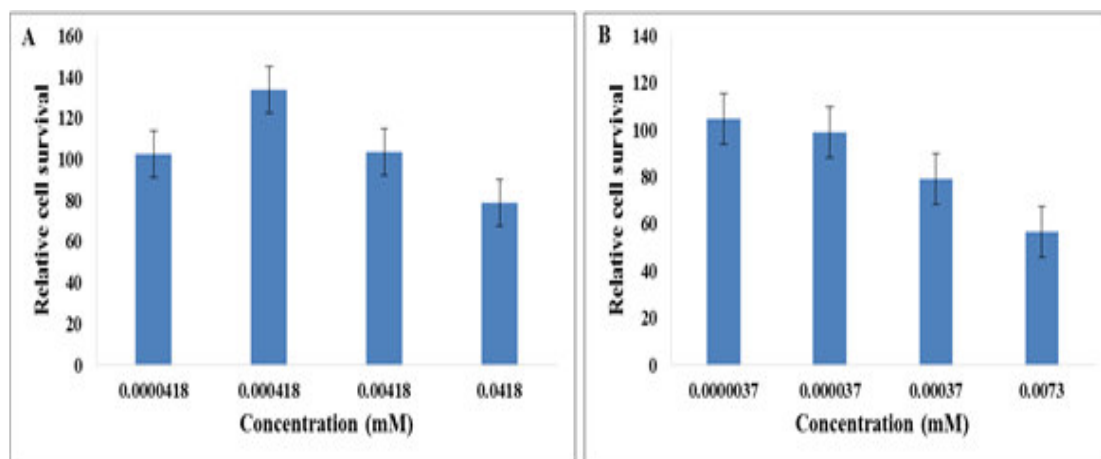 A
160
140
120
100
80
60
40
20
0
Relative cell survival
0.0000418 0.000418 0.00418 0.0418
Concentration (mM)
B
140
120
100
80
60
40
20
0
Relative cell survival
0.0000037 0.000037 0.00037 0.0073
Concentration (mM)